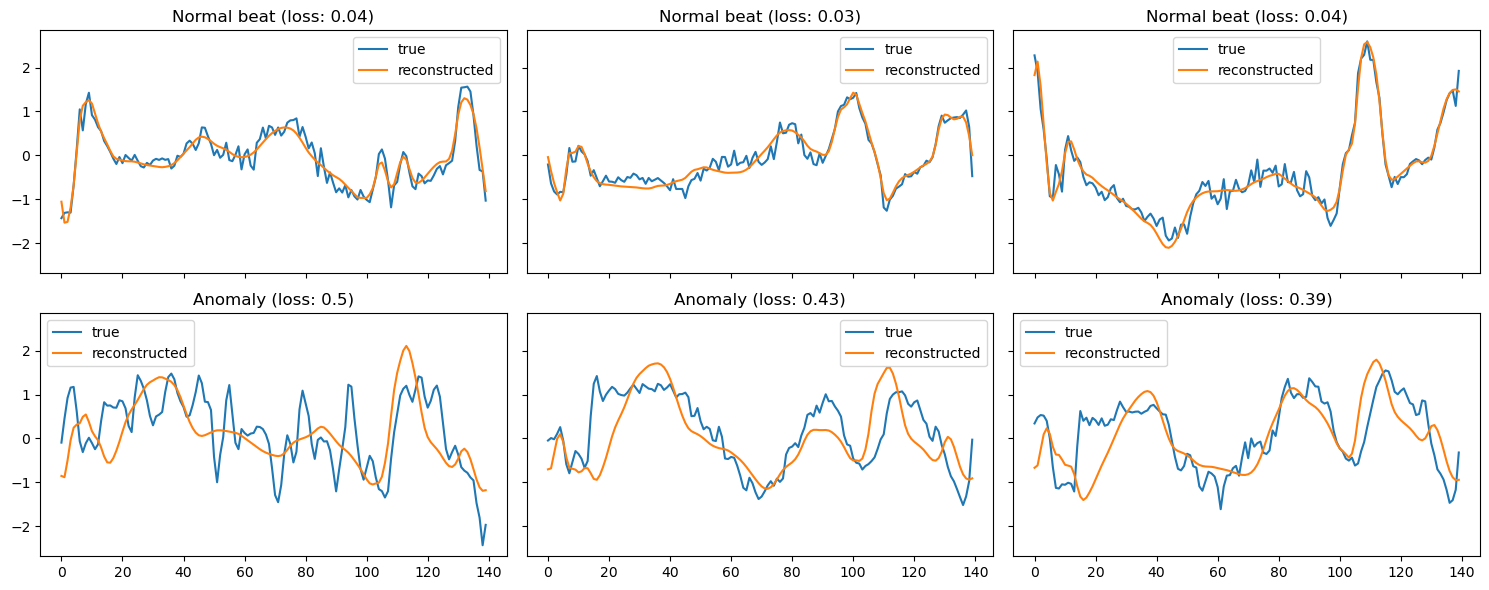 Normal beat (loss: 0.04)
Normal beat (loss: 0.03)
Normal beat (loss: 0.04)
true
reconstructed
true
reconstructed
true
reconstructed
2
1
0
−1
−2
Anomaly (loss: 0.5)
Anomaly (loss: 0.43)
Anomaly (loss: 0.39)
true
reconstructed
true
reconstructed
true
reconstructed
2
1
0
−1
−2
0 20 40 60 80 100 120 140
0 20 40 60 80 100 120 140
0 20 40 60 80 100 120 140